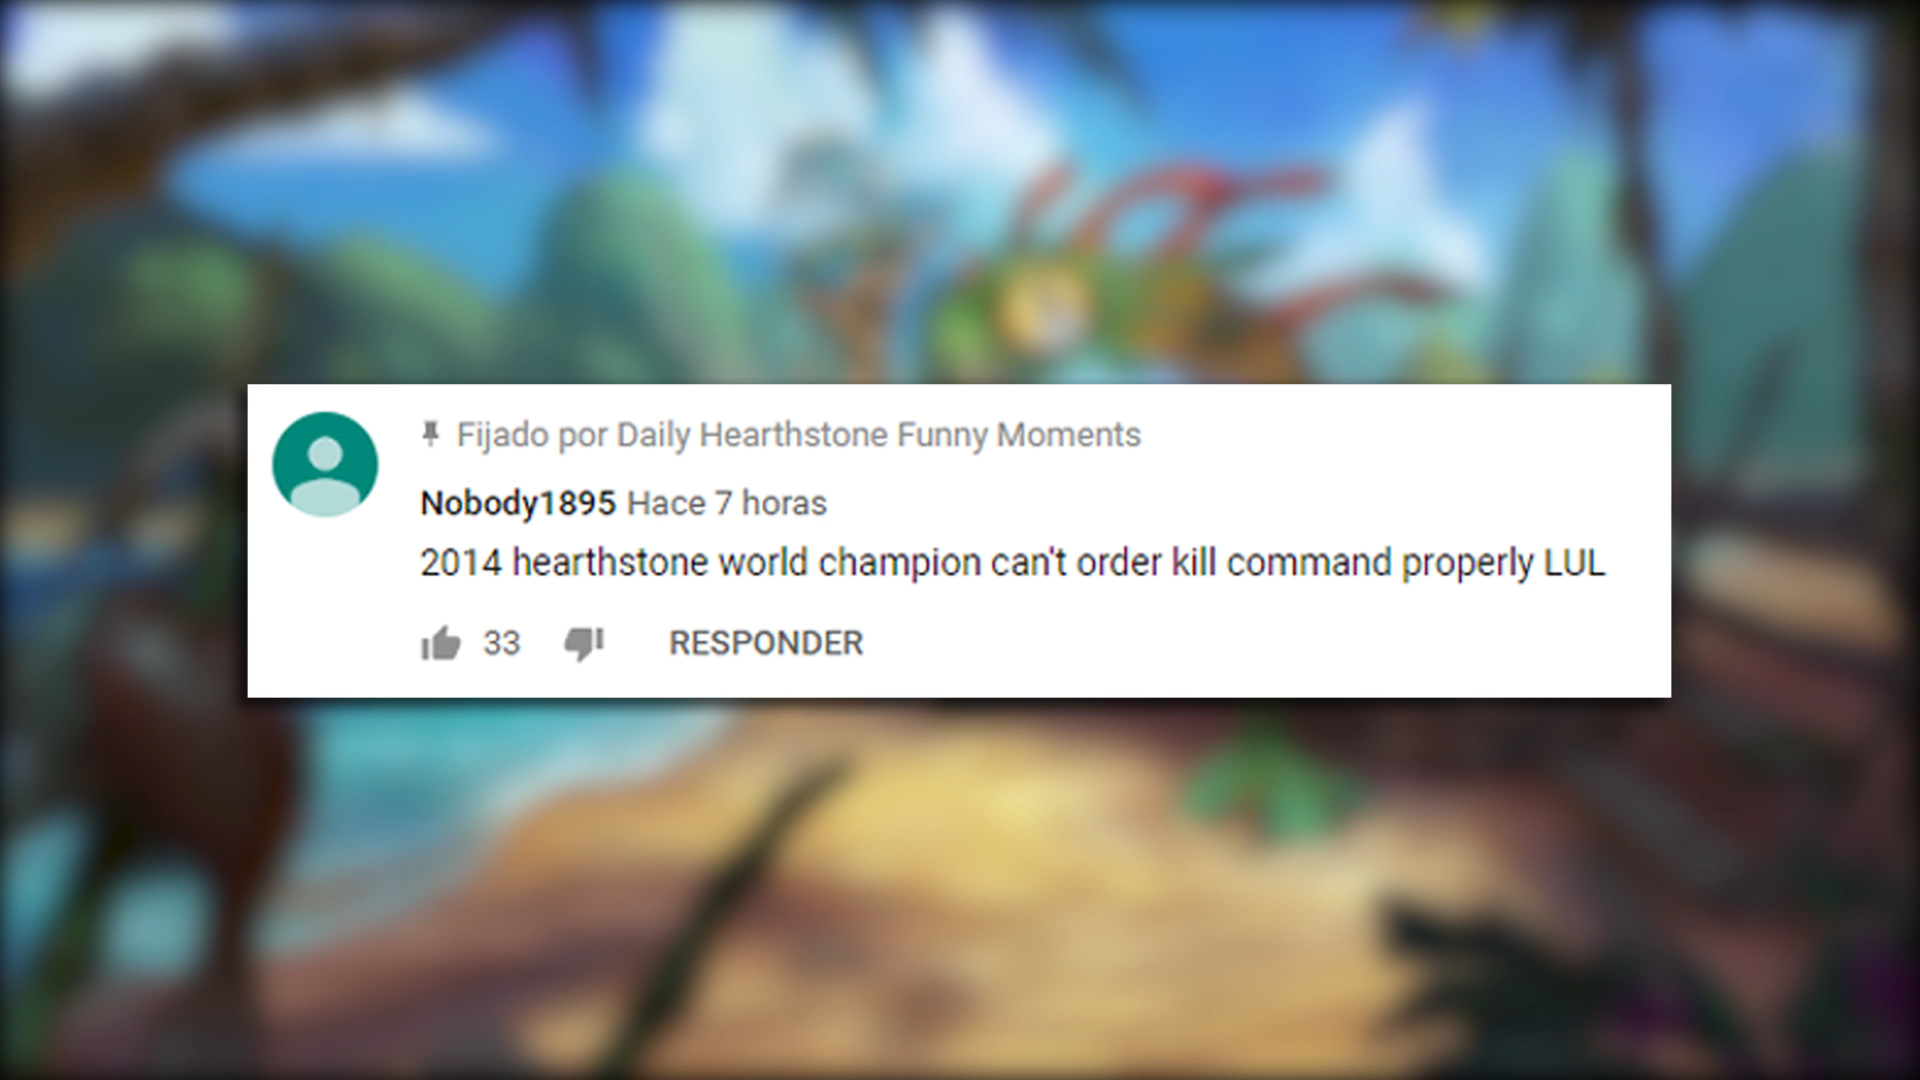 Fijado por Daily Hearthstone Funny Moments
Nobody1895 Hace 7 horas
2014 hearthstone world champion can't order kill command properly LUL
33 RESPONDER